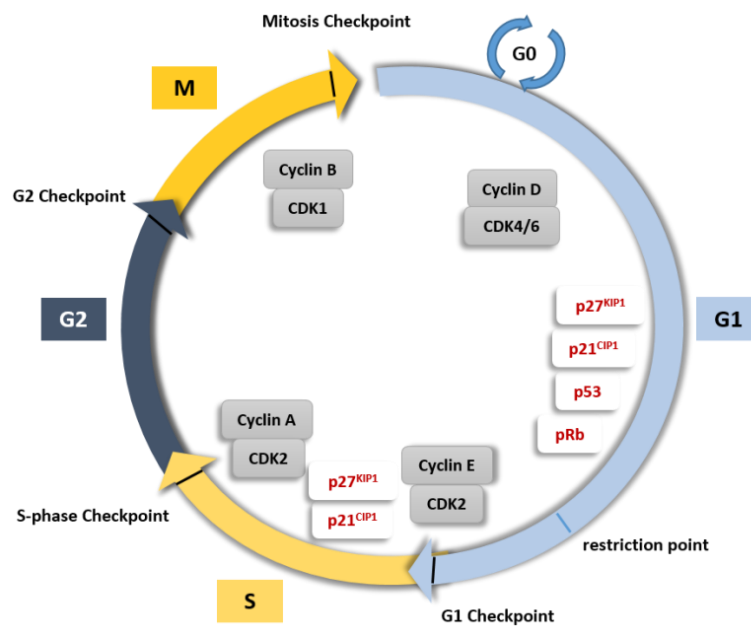 Mitosis Checkpoint
G0
M
Cyclin B
CDK1
Cyclin D
CDK4/6
G2 Checkpoint
G2
G1
p27KIP1
p21CIP1
p53
pRb
Cyclin A
CDK2
p27KIP1
p21CIP1
Cyclin E
CDK2
S-phase Checkpoint
restriction point
S
G1 Checkpoint